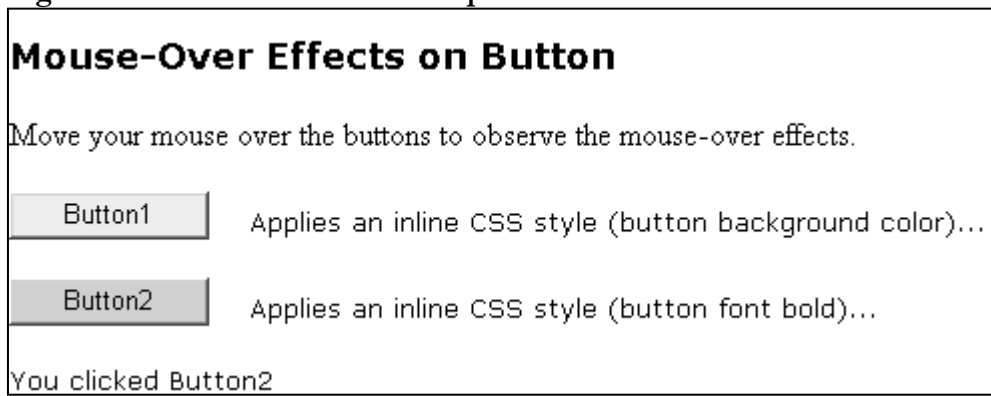 Mouse-Over Effects on Button
Move your mouse over the buttons to observe the mouse-over effects.
Button1 Applies an inline CSS style (button background color)...
Button2 Applies an inline CSS style (button font bold)...
You clicked Button2